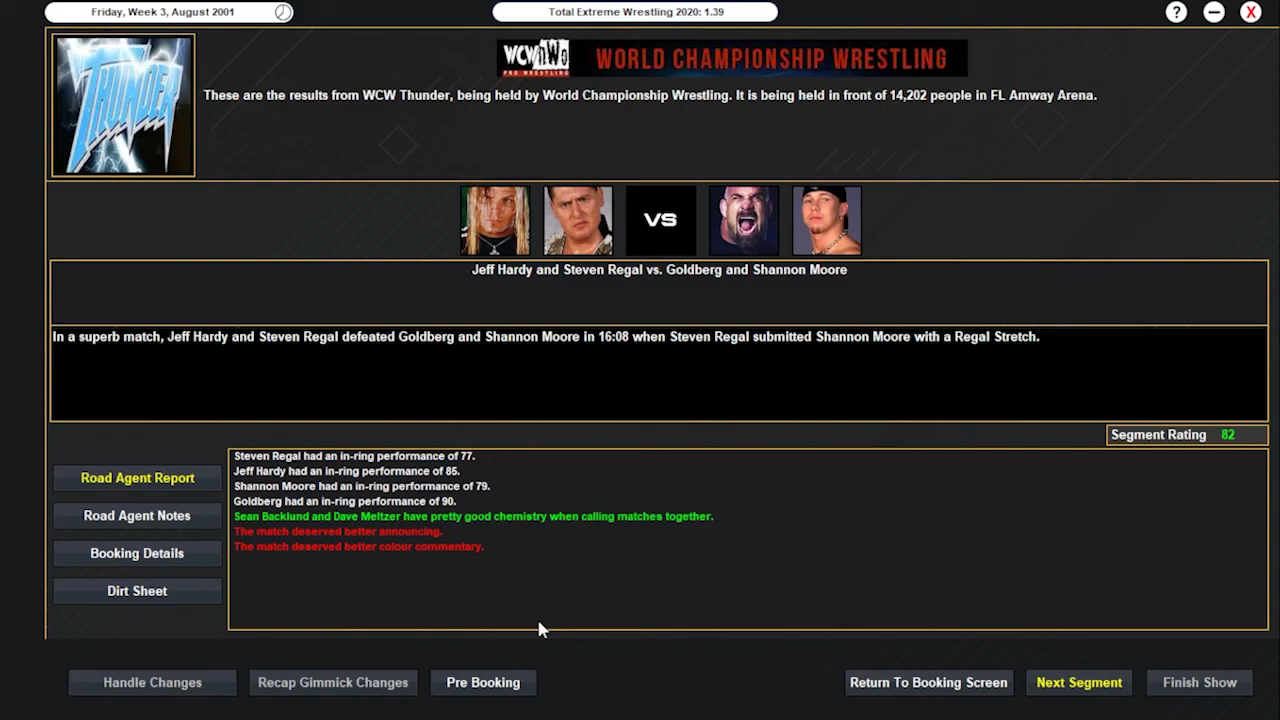 Friday, Week 3, August 2001
Total Extreme Wrestling 2020: 1.39
?
X
THUNDER
WCW nWo
PRO WRESTLING
WORLD CHAMPIONSHIP WRESTLING
These are the results from WCW Thunder, being held by World Championship Wrestling. It is being held in front of 14,202 people in FL Amway Arena.
VS
Jeff Hardy and Steven Regal vs. Goldberg and Shannon Moore
In a superb match, Jeff Hardy and Steven Regal defeated Goldberg and Shannon Moore in 16:08 when Steven Regal submitted Shannon Moore with a Regal Stretch.
Segment Rating 82
Road Agent Report
Road Agent Notes
Booking Details
Dirt Sheet
Steven Regal had an in-ring performance of 77.
Jeff Hardy had an in-ring performance of 85.
Shannon Moore had an in-ring performance of 79.
Goldberg had an in-ring performance of 90.
Sean Backlund and Dave Meltzer have pretty good chemistry when calling matches together.
The match deserved better announcing.
The match deserved better colour commentary.
Handle Changes
Recap Gimmick Changes
Pre Booking
Return To Booking Screen
Next Segment
Finish Show